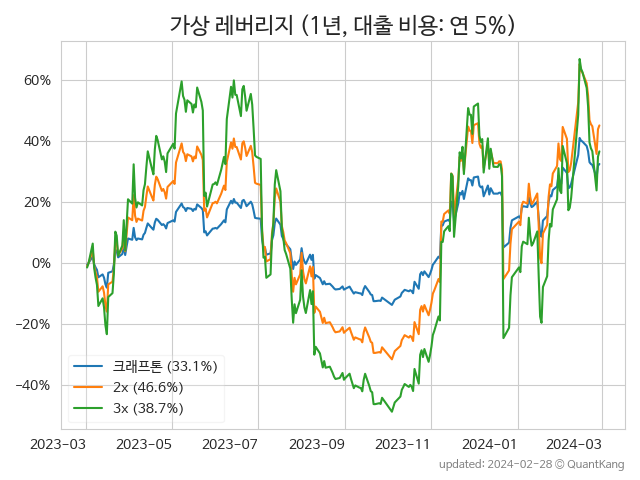 가상 레버리지 (1년, 대출 비용: 연 5%)
60%
40%
20%
0%
−20%
−40%
크래프톤 (33.1%)
2x (46.6%)
3x (38.7%)
2023-03 2023-05 2023-07 2023-09 2023-11 2024-01 2024-03
updated: 2024-02-28 ⓒ QuantKang